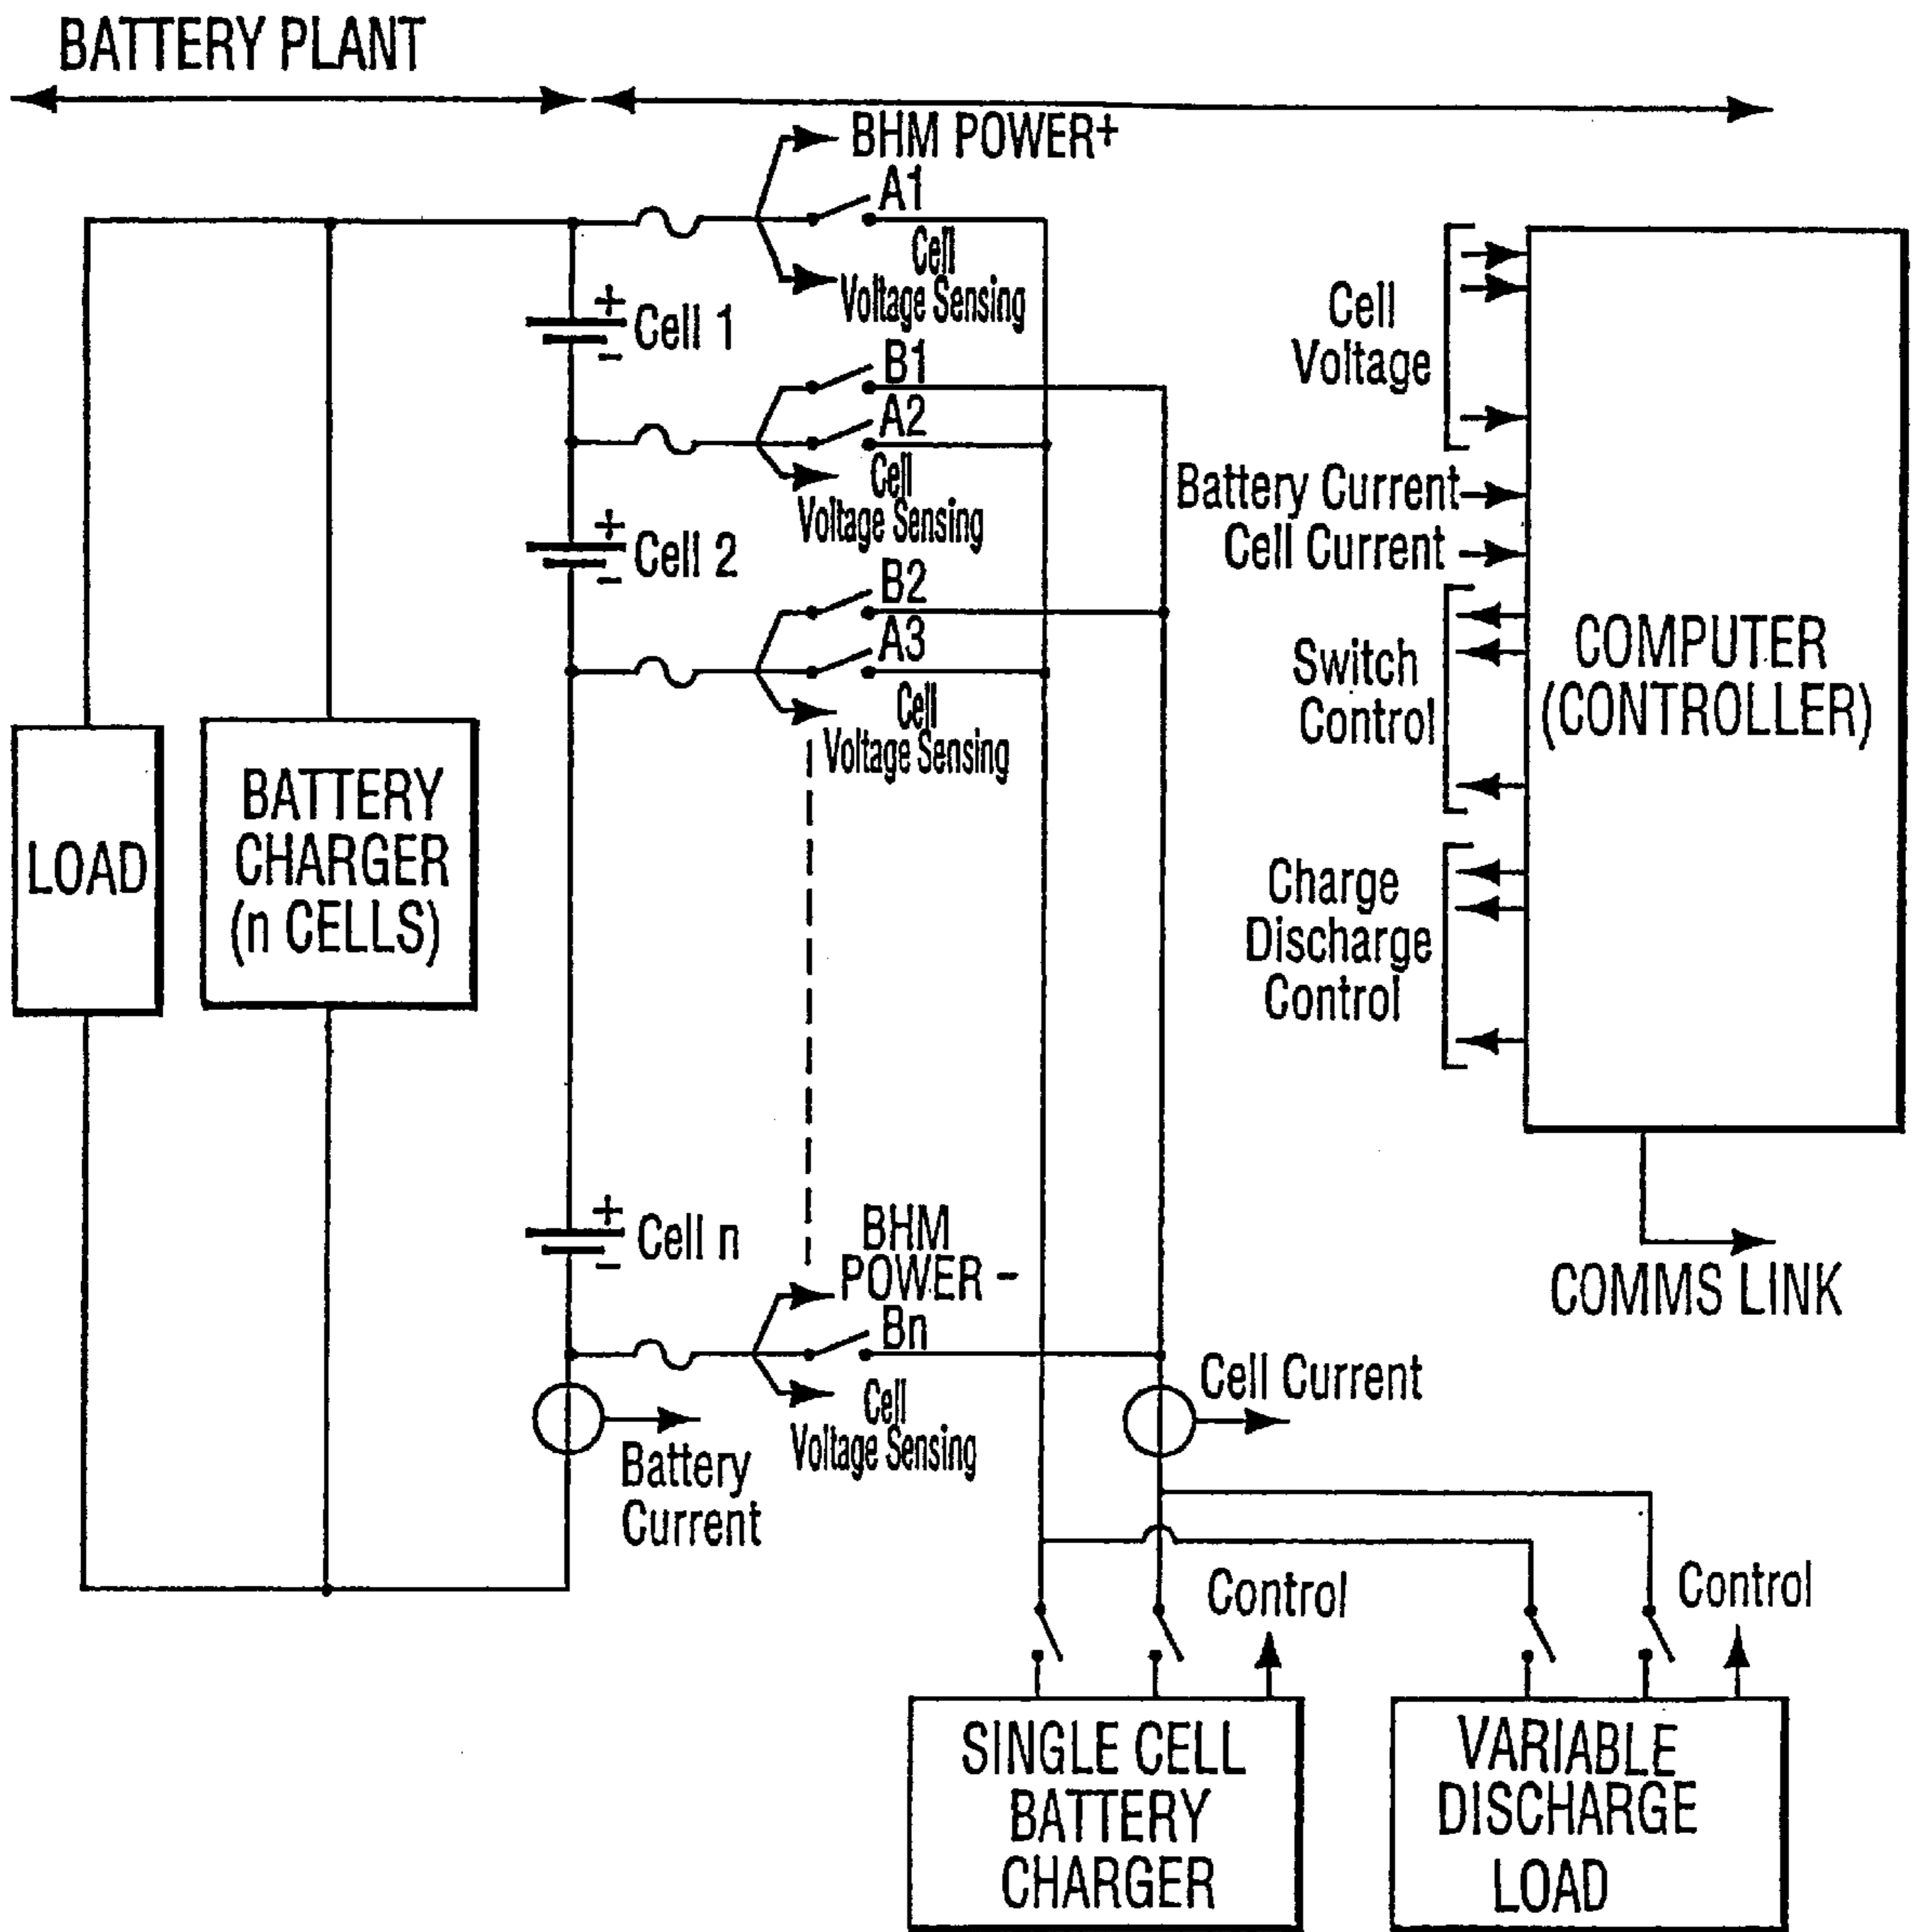 BATTERY PLANT
BHM POWER+
A1
Cell
Voltage Sensing
+
Cell 1
-
B1
A2
Cell
Voltage Sensing
+
Cell 2
-
B2
A3
Cell
Voltage Sensing
LOAD
BATTERY
CHARGER
(n CELLS)
+
Cell n
-
BHM
POWER -
Bn
Cell
Voltage Sensing
Battery
Current
Cell Current
Cell
Voltage
Battery Current
Cell Current
Switch
Control
Charge
Discharge
Control
COMPUTER
(CONTROLLER)
COMMS LINK
Control
Control
SINGLE CELL
BATTERY
CHARGER
VARIABLE
DISCHARGE
LOAD